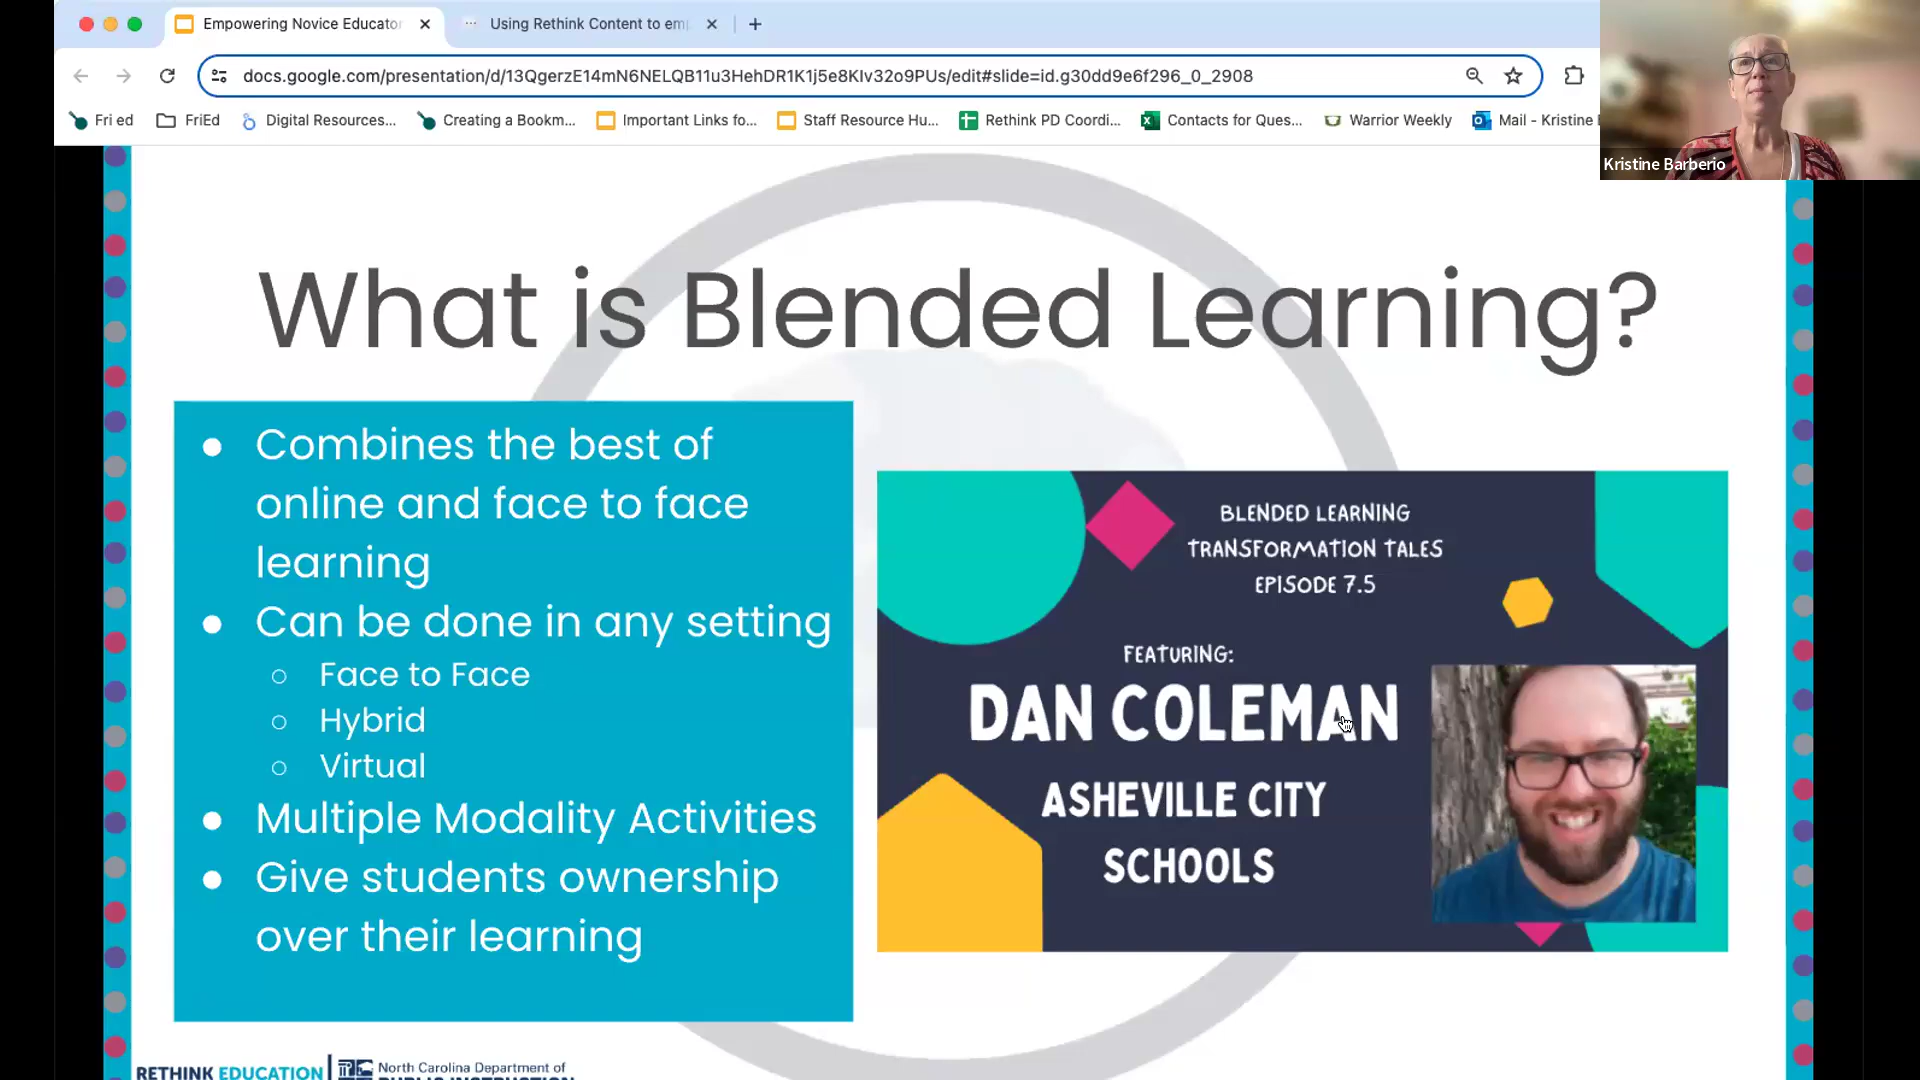 Empowering Novice Educato
Using Rethink Content to em
docs.google.com/presentation/d/13QgerzE14mN6NELQB11u3HehDR1K1j5e8KIv32o9PUs/edit#slide=id.g30dd9e6f296_0_2908
Fri ed
FriEd
Digital Resources...
Creating a Bookm...
Important Links fo...
Staff Resource Hu...
Rethink PD Coordi...
Contacts for Ques...
Warrior Weekly
Mail - Kristine
Kristine Barberio
What is Blended Learning?
● Combines the best of
online and face to face
learning
● Can be done in any setting
○ Face to Face
○ Hybrid
○ Virtual
● Multiple Modality Activities
● Give students ownership
over their learning
BLENDED LEARNING
TRANSFORMATION TALES
EPISODE 7.5
FEATURING:
DAN COLEMAN
ASHEVILLE CITY
SCHOOLS
RETHINK EDUCATION
North Carolina Department of
PUBLIC INSTRUCTION